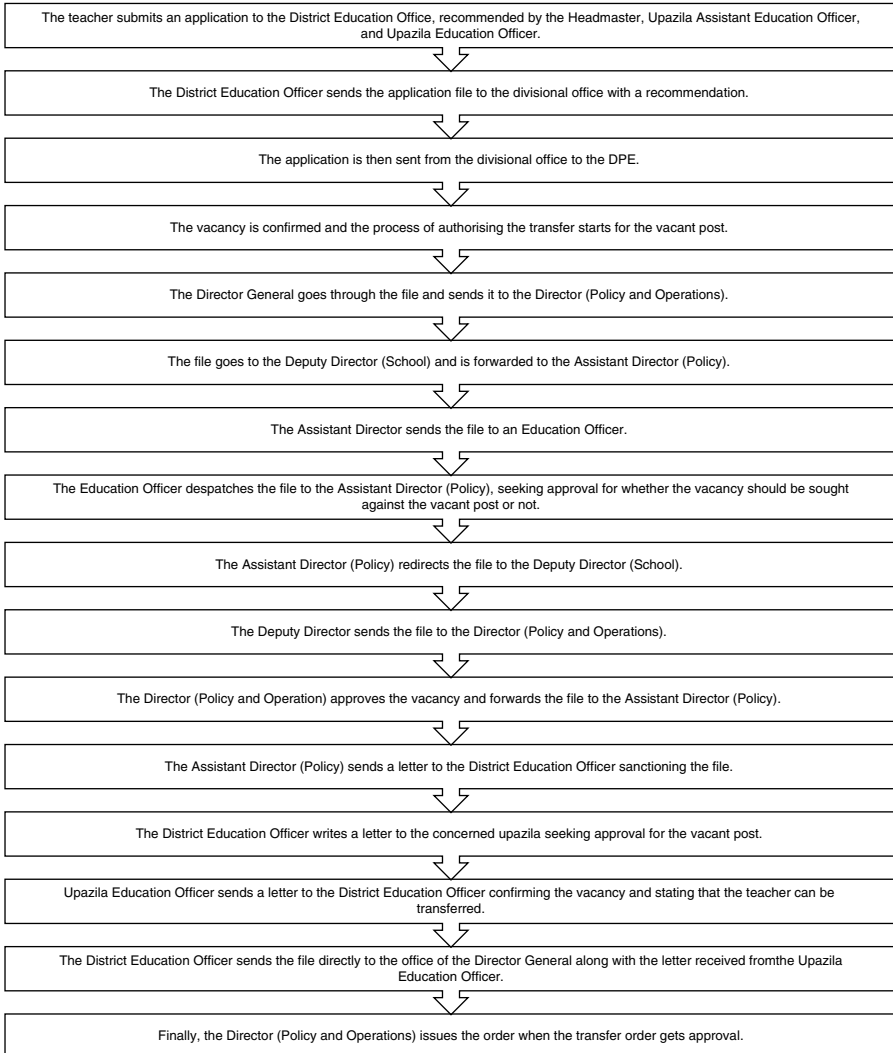 The teacher submits an application to the District Education Office, recommended by the Headmaster, Upazila Assistant Education Officer,
and Upazila Education Officer.
The District Education Officer sends the application file to the divisional office with a recommendation.
The application is then sent from the divisional office to the DPE.
The vacancy is confirmed and the process of authorising the transfer starts for the vacant post.
The Director General goes through the file and sends it to the Director (Policy and Operations).
The file goes to the Deputy Director (School) and is forwarded to the Assistant Director (Policy).
The Assistant Director sends the file to an Education Officer.
The Education Officer despatches the file to the Assistant Director (Policy), seeking approval for whether the vacancy should be sought
against the vacant post or not.
The Assistant Director (Policy) redirects the file to the Deputy Director (School).
The Deputy Director sends the file to the Director (Policy and Operations).
The Director (Policy and Operation) approves the vacancy and forwards the file to the Assistant Director (Policy).
The Assistant Director (Policy) sends a letter to the District Education Officer sanctioning the file.
The District Education Officer writes a letter to the concerned upazila seeking approval for the vacant post.
Upazila Education Officer sends a letter to the District Education Officer confirming the vacancy and stating that the teacher can be
transferred.
The District Education Officer sends the file directly to the office of the Director General along with the letter received fromthe Upazila
Education Officer.
Finally, the Director (Policy and Operations) issues the order when the transfer order gets approval.